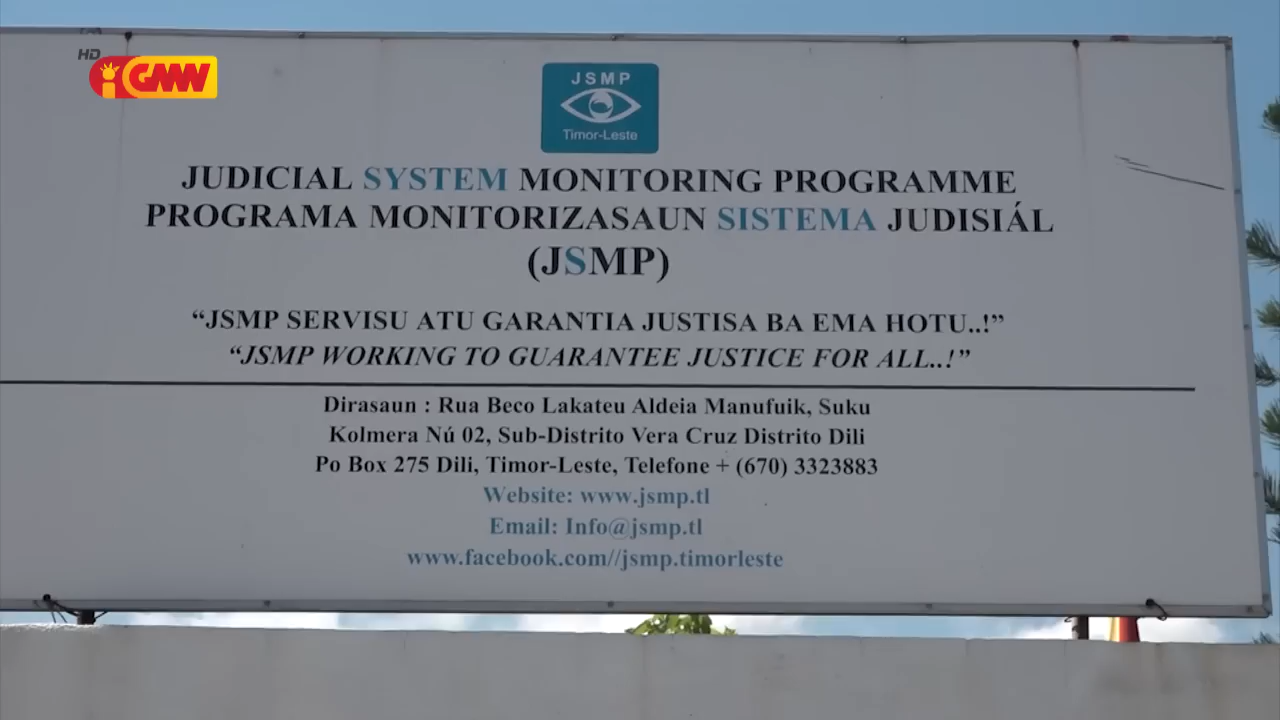 HD
GMW
JSMP
Timor-Leste
JUDICIAL SYSTEM MONITORING PROGRAMME
PROGRAMA MONITORIZASAUN SISTEMA JUDISIÁL
(JSMP)
“JSMP SERVISU ATU GARANTIA JUSTISA BA EMA HOTU..!”
“JSMP WORKING TO GUARANTEE JUSTICE FOR ALL..!”
Dirasaun : Rua Beco Lakateu Aldeia Manufuik, Suku
Kolmera Nú 02, Sub-Distrito Vera Cruz Distrito Dili
Po Box 275 Dili, Timor-Leste, Telefone + (670) 3323883
Website: www.jsmp.tl
Email: Info@jsmp.tl
www.facebook.com//jsmp.timorleste